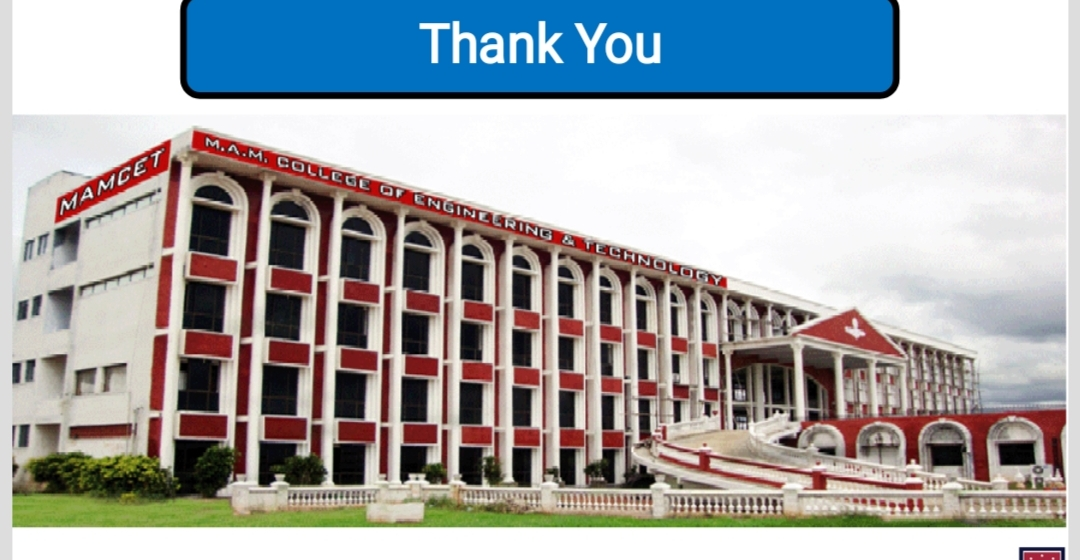 Thank You
MAMCET
M.A.M. COLLEGE OF ENGINEERING & TECHNOLOGY